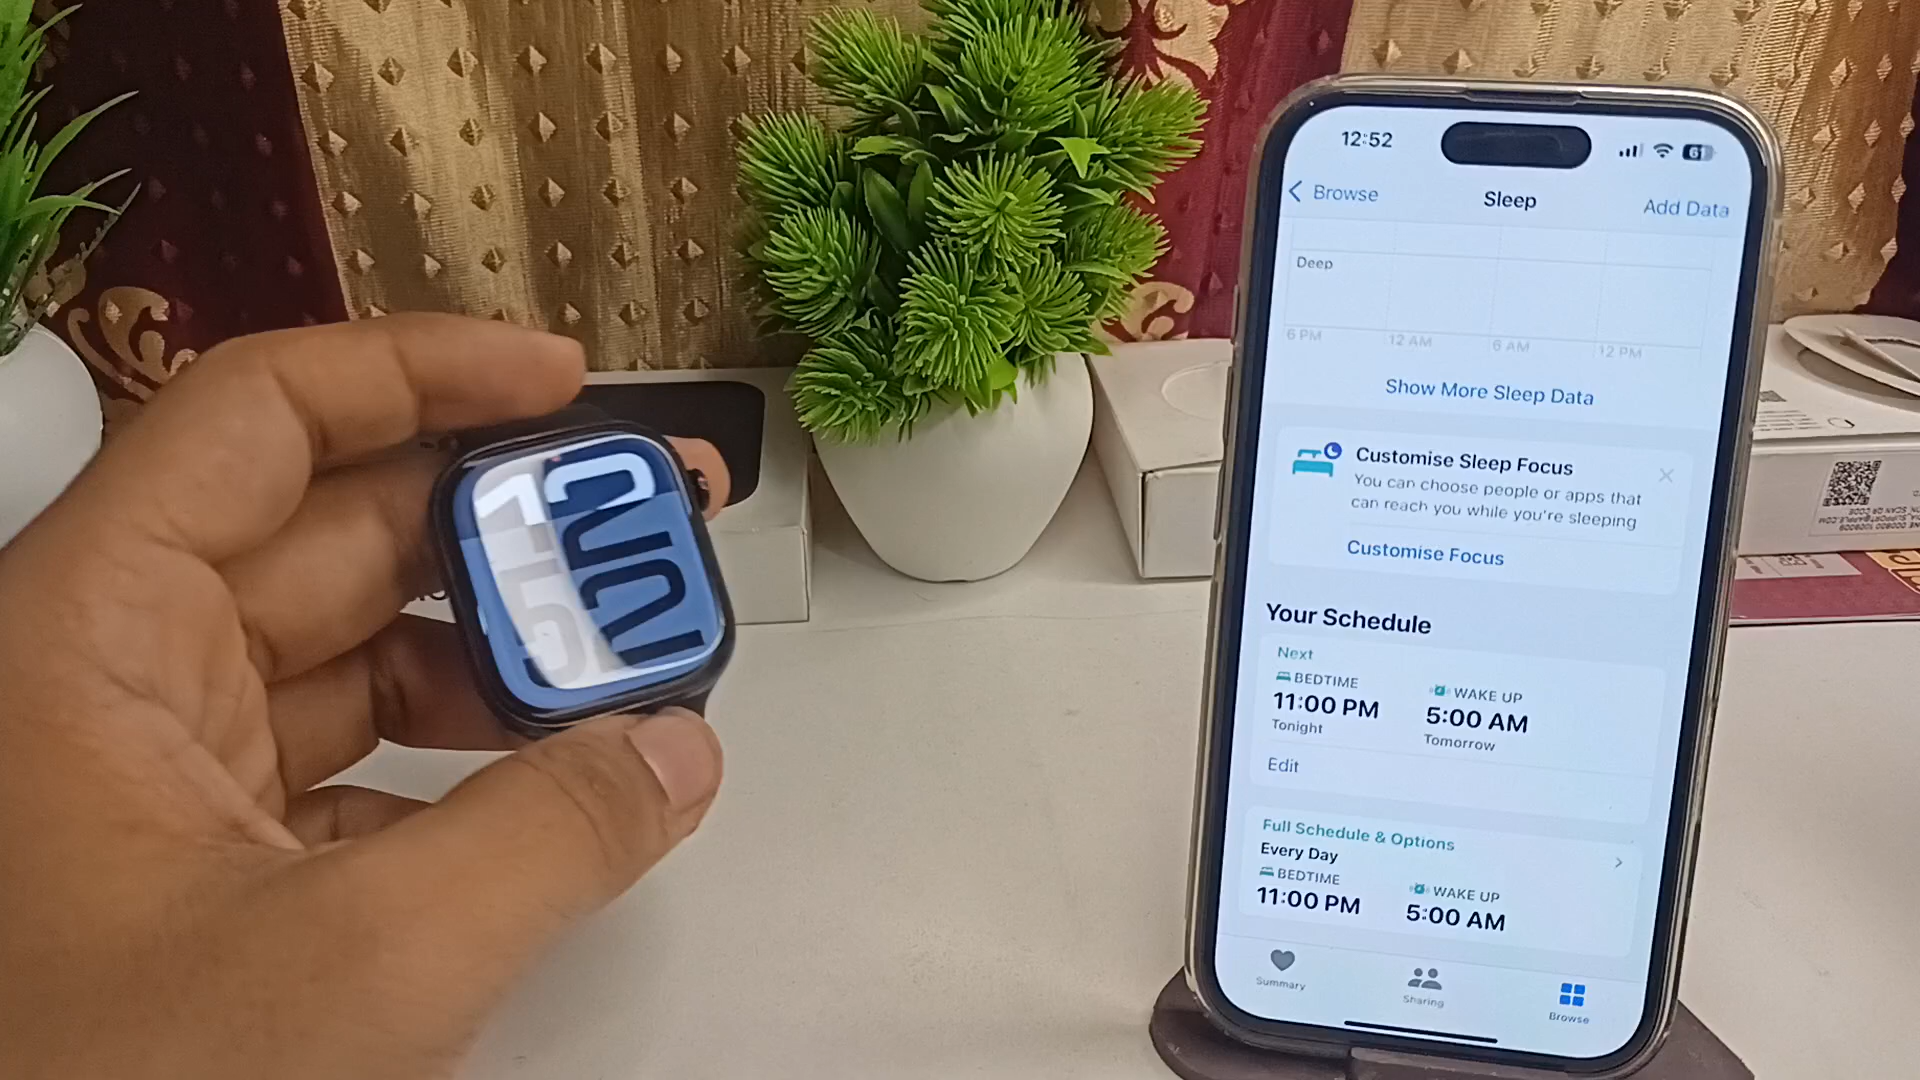 12:52
61
Browse
Sleep
Add Data
Deep
6 PM
12 AM
6 AM
12 PM
Show More Sleep Data
Customise Sleep Focus
You can choose people or apps that
can reach you while you're sleeping
Customise Focus
Your Schedule
Next
BEDTIME
WAKE UP
11:00 PM
5:00 AM
Tonight
Tomorrow
Edit
Full Schedule & Options
Every Day
BEDTIME
WAKE UP
11:00 PM
5:00 AM
Summary
Sharing
Browse